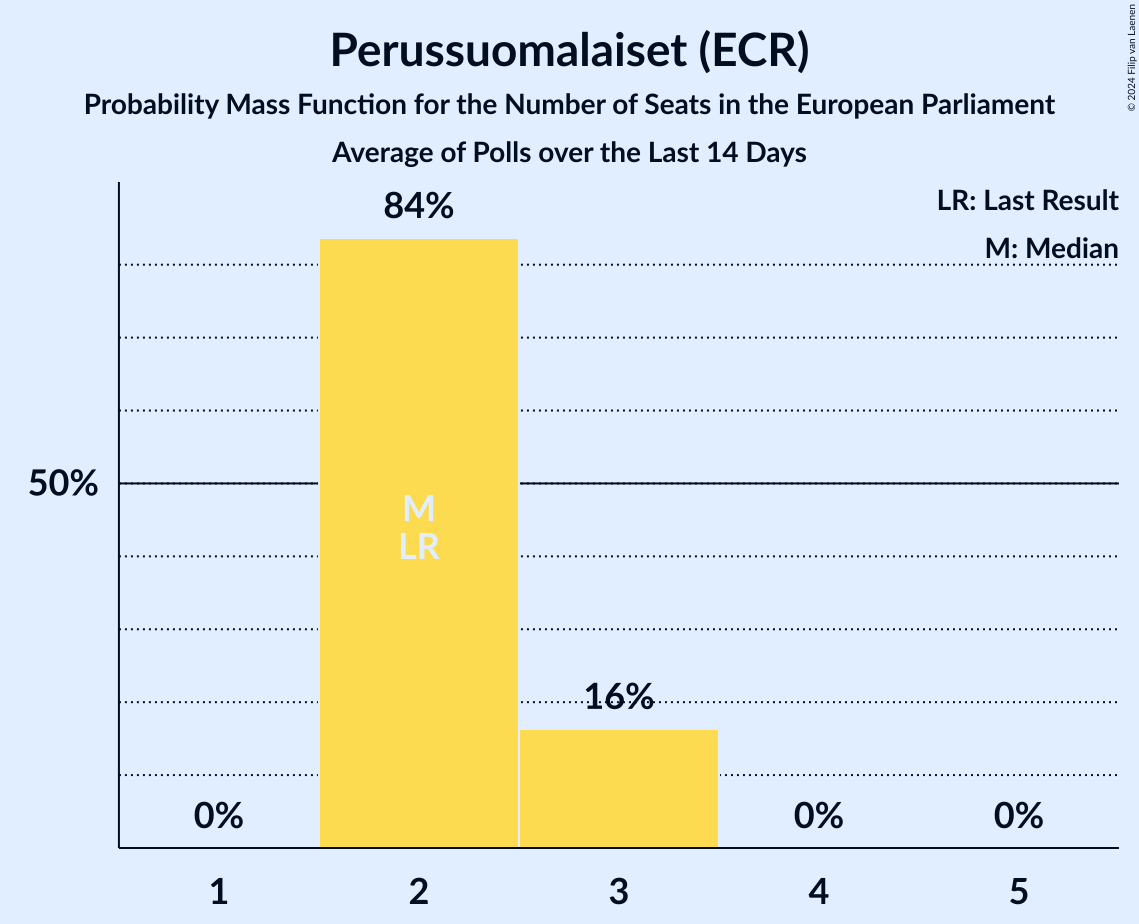 Perussuomalaiset (ECR)
Probability Mass Function for the Number of Seats in the European Parliament
Average of Polls over the Last 14 Days
© 2024 Filip van Laenen
LR: Last Result
M: Median
84%
50%
M
LR
16%
0%
0%
0%
1
2
3
4
5